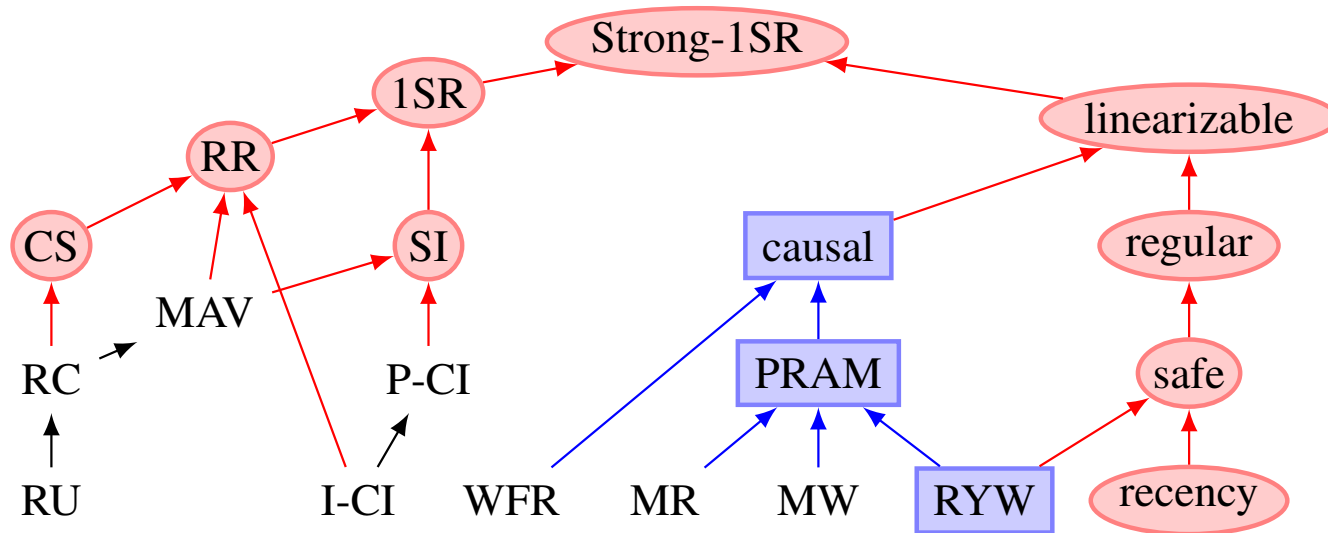 Strong-1SR
1SR
linearizable
RR
CS
SI
causal
regular
MAV
RC
P-CI
PRAM
safe
RU
I-CI
WFR
MR
MW
RYW
recency